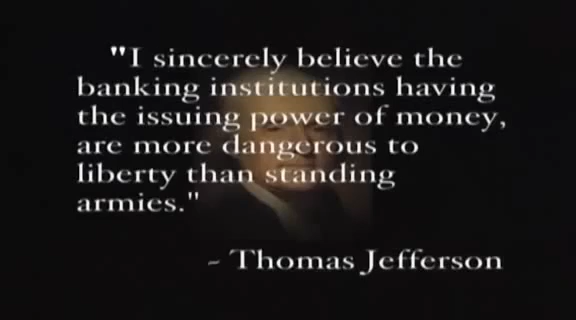 "I sincerely believe the
banking institutions having
the issuing power of money,
are more dangerous to
liberty than standing
armies."
~ Thomas Jefferson